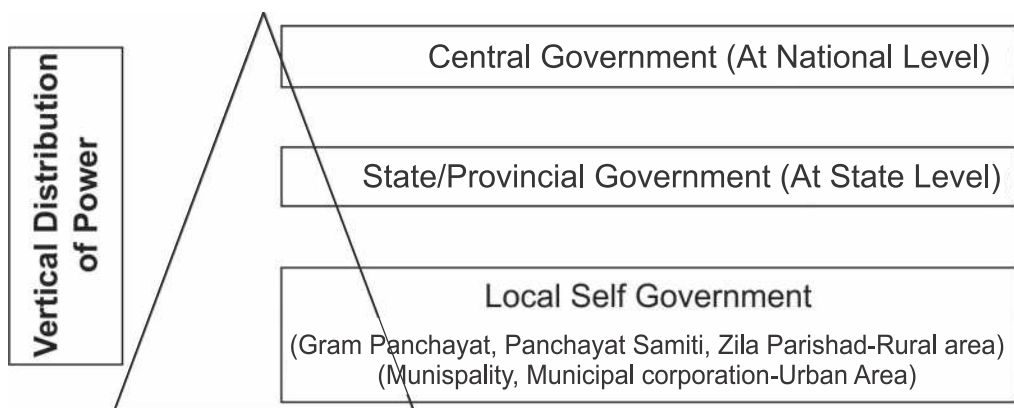 Vertical Distribution
of Power
Central Government (At National Level)
State/Provincial Government (At State Level)
Local Self Government
(Gram Panchayat, Panchayat Samiti, Zila Parishad-Rural area)
(Munispality, Municipal corporation-Urban Area)